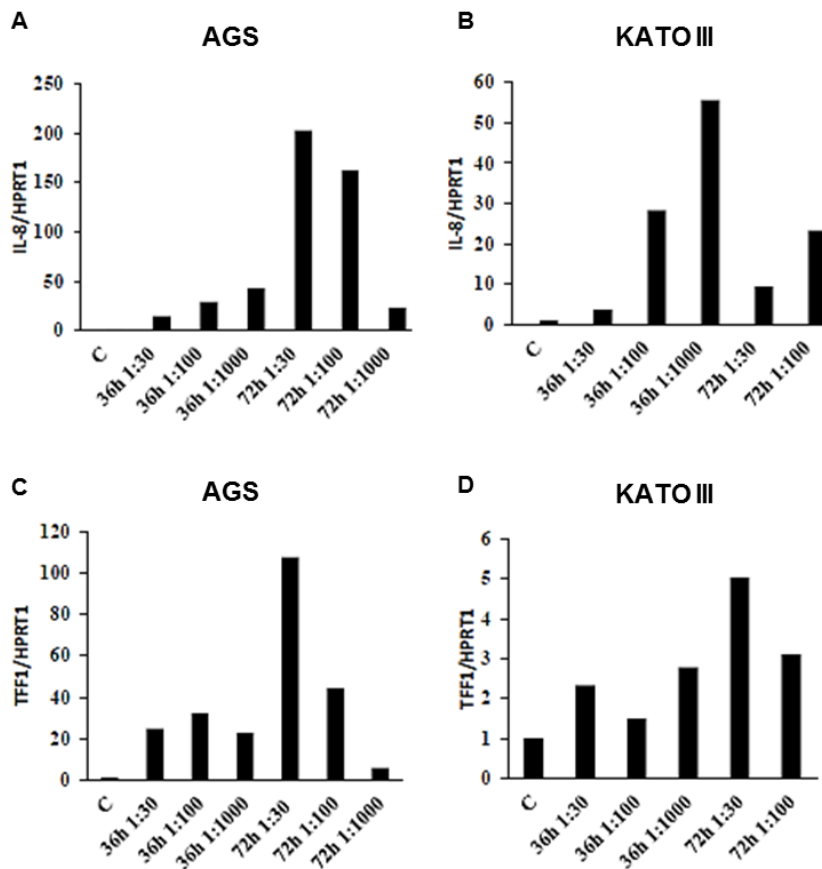 A
AGS
IL-8/HPRT1
250
200
150
100
50
0
C
36h 1:30
36h 1:100
36h 1:1000
72h 1:30
72h 1:100
72h 1:1000
B
KATO III
IL-8/HPRT1
60
50
40
30
20
10
0
C
36h 1:30
36h 1:100
36h 1:1000
72h 1:30
72h 1:100
C
AGS
TFF1/HPRT1
120
100
80
60
40
20
0
C
36h 1:30
36h 1:100
36h 1:1000
72h 1:30
72h 1:100
72h 1:1000
D
KATO III
TFF1/HPRT1
6
5
4
3
2
1
0
C
36h 1:30
36h 1:100
36h 1:1000
72h 1:30
72h 1:100